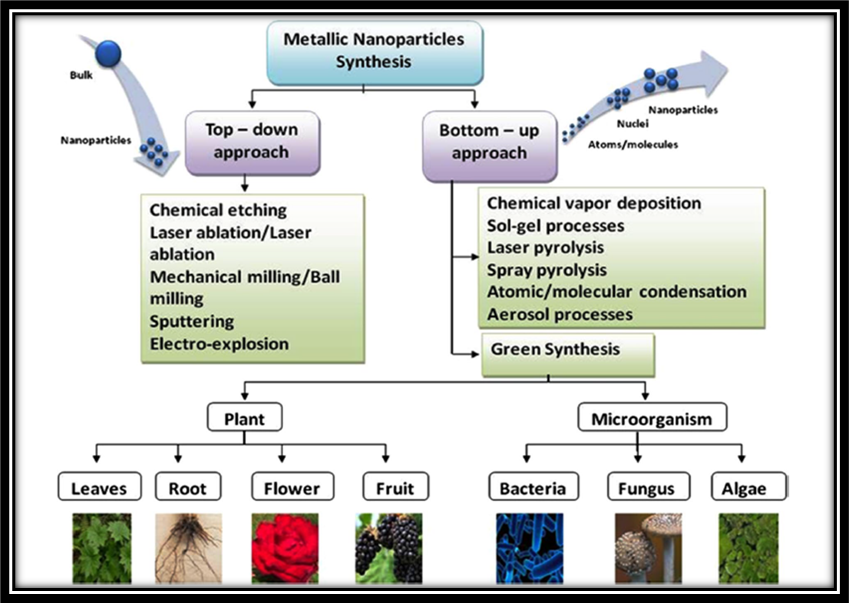 Metallic Nanoparticles
Synthesis
Bulk
Nanoparticles
Top – down
approach
Bottom – up
approach
Nanoparticles
Nuclei
Atoms/molecules
Chemical etching
Laser ablation/Laser
ablation
Mechanical milling/Ball
milling
Sputtering
Electro-explosion
Chemical vapor deposition
Sol-gel processes
Laser pyrolysis
Spray pyrolysis
Atomic/molecular condensation
Aerosol processes
Green Synthesis
Plant
Microorganism
Leaves
Root
Flower
Fruit
Bacteria
Fungus
Algae